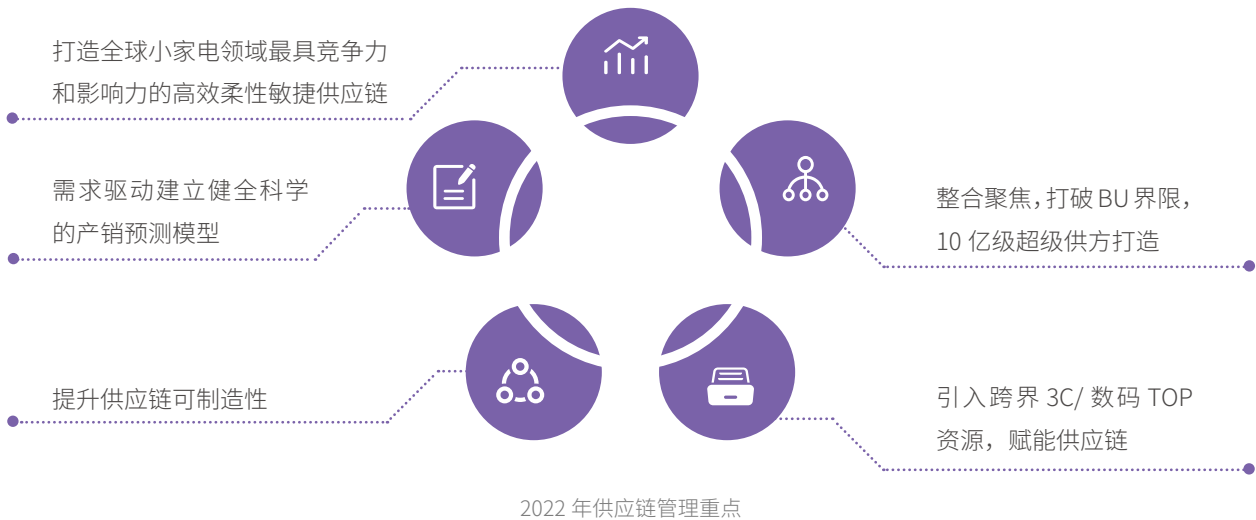 打造全球小家电领域最具竞争力
和影响力的高效柔性敏捷供应链
需求驱动建立健全科学
的产销预测模型
整合聚焦，打破 BU 界限，
10 亿级超级供方打造
提升供应链可制造性
引入跨界 3C/ 数码 TOP
资源，赋能供应链
2022 年供应链管理重点